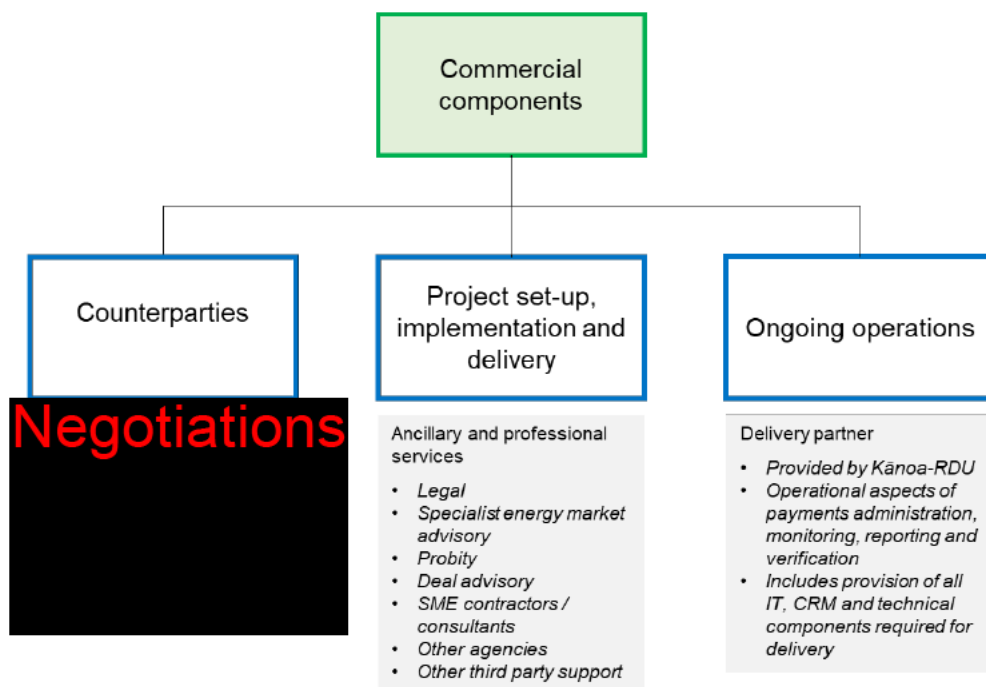 Commercial
components
Counterparties
Negotiations
Project set-up,
implementation and
delivery
Ancillary and professional
services
• Legal
• Specialist energy market
advisory
• Probity
• Deal advisory
• SME contractors /
consultants
• Other agencies
• Other third party support
Ongoing operations
Delivery partner
• Provided by Kānoa-RDU
• Operational aspects of
payments administration,
monitoring, reporting and
verification
• Includes provision of all
IT, CRM and technical
components required for
delivery